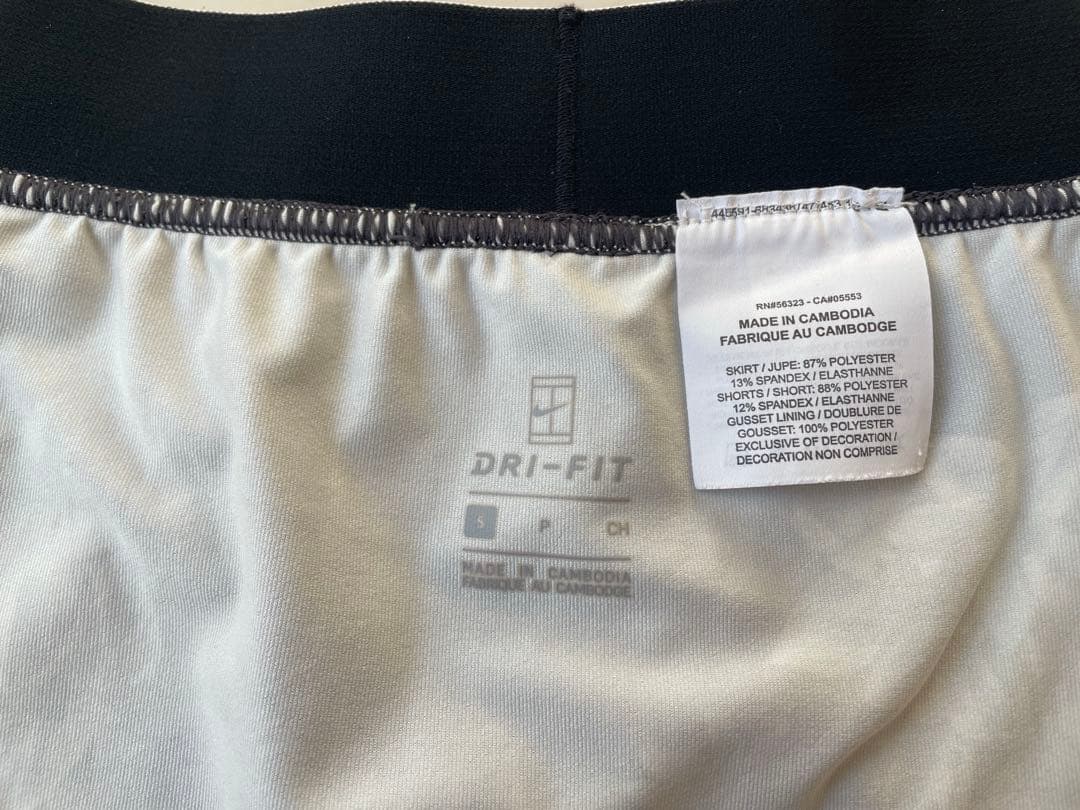 RN#56323 - CA#05553
MADE IN CAMBODIA
FABRIQUE AU CAMBODGE
SKIRT / JUPE: 87% POLYESTER
13% SPANDEX / ELASTHANNE
SHORTS / SHORT: 88% POLYESTER
12% SPANDEX / ELASTHANNE
GUSSET LINING / DOUBLURE DE
GOUSSET: 100% POLYESTER
EXCLUSIVE OF DECORATION /
DECORATION NON COMPRISE
DRI-FIT
S P CH
MADE IN CAMBODIA
FABRIQUE AU CAMBODGE